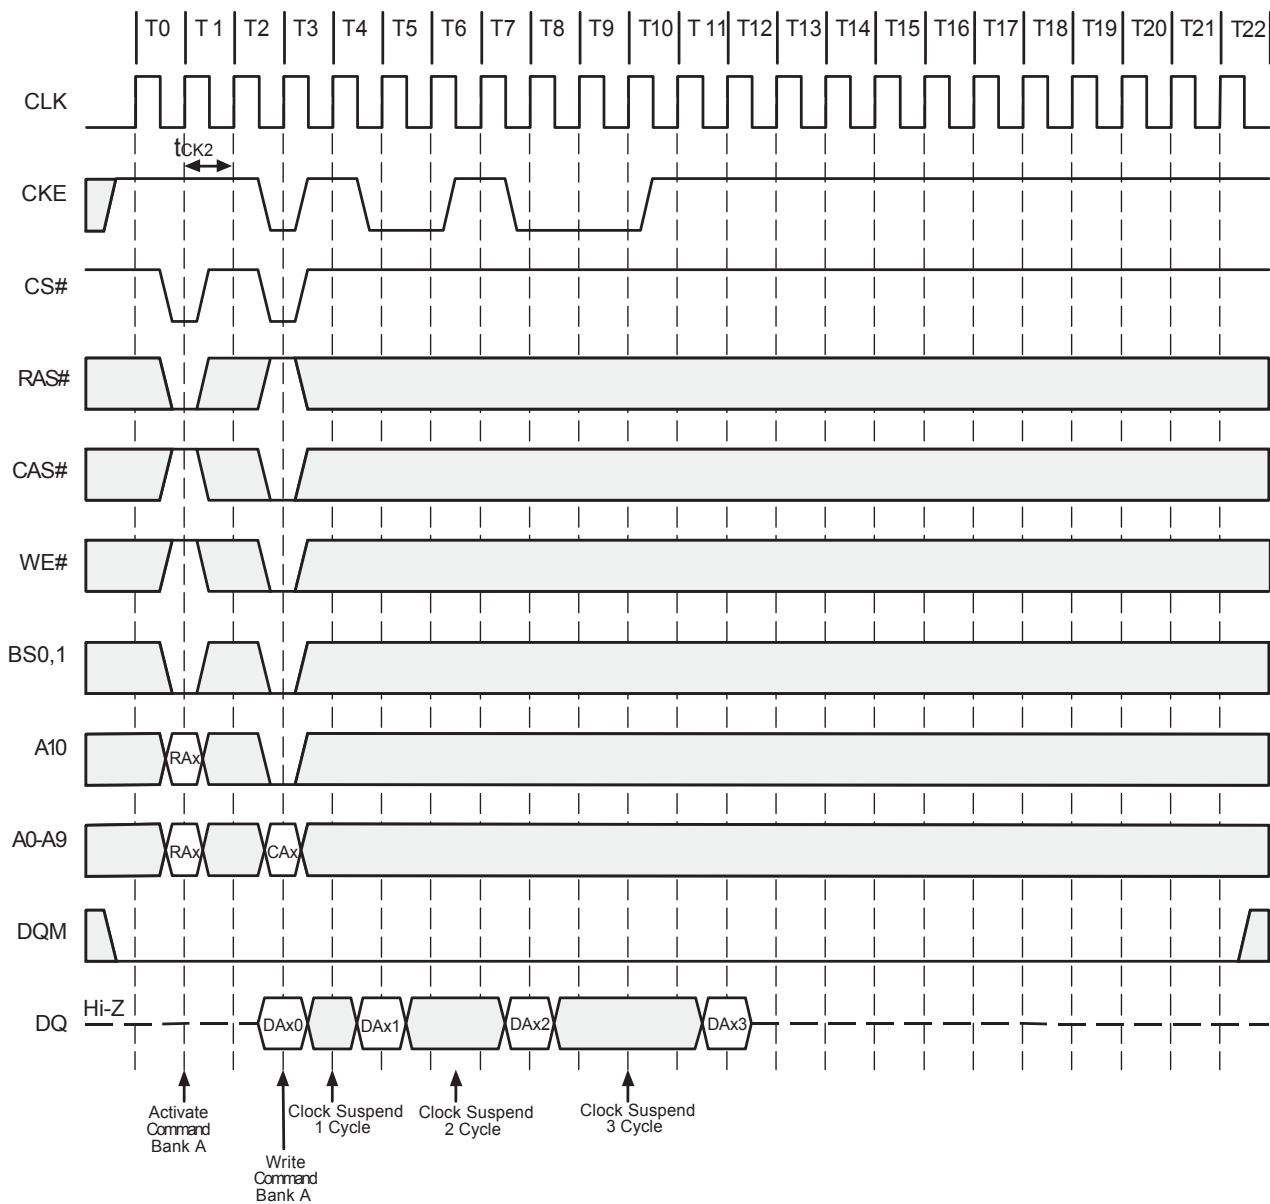 T0 T 1 T2 T3 T4 T5 T6 T7 T8 T9 T10 T 11 T12 T13 T14 T15 T16 T17 T18 T19 T20 T21 T22
CLK
tCK2
CKE
CS#
RAS#
CAS#
WE#
BS0,1
A10
RAx
A0-A9
RAx CAx
DQM
Hi-Z
DQ
DAx0 DAx1 DAx2 DAx3
Activate
Command
Bank A
Write
Command
Bank A
Clock Suspend
1 Cycle
Clock Suspend
2 Cycle
Clock Suspend
3 Cycle